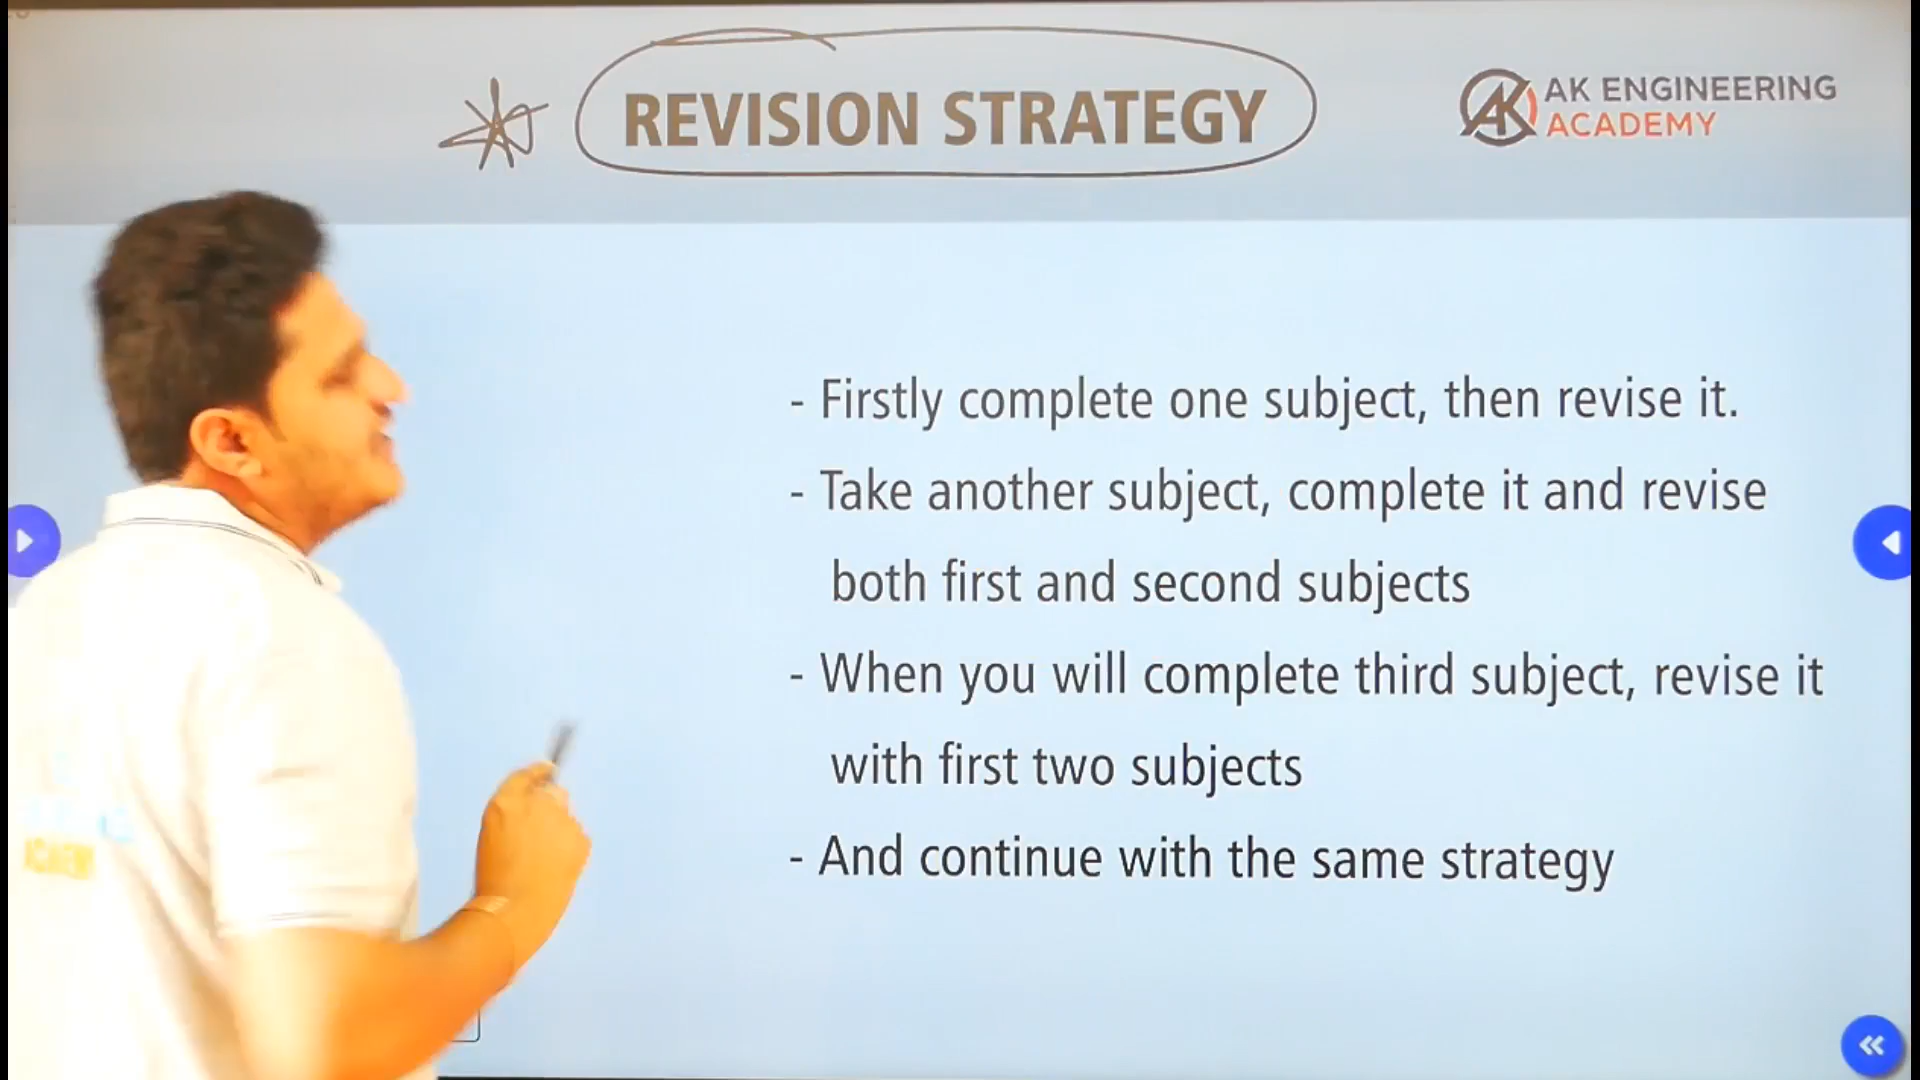 REVISION STRATEGY
AK ENGINEERING
ACADEMY
- Firstly complete one subject, then revise it.
- Take another subject, complete it and revise
both first and second subjects
- When you will complete third subject, revise it
with first two subjects
- And continue with the same strategy